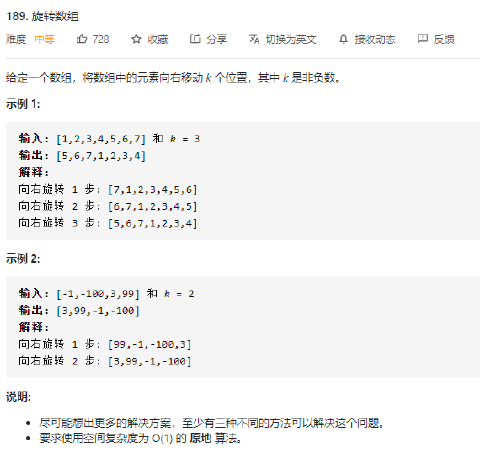 189. 旋转数组
难度 中等 728 收藏 分享 切换为英文 接收动态 反馈
给定一个数组，将数组中的元素向右移动 k 个位置，其中 k 是非负数。
示例 1:
输入: [1,2,3,4,5,6,7] 和 k = 3
输出: [5,6,7,1,2,3,4]
解释:
向右旋转 1 步: [7,1,2,3,4,5,6]
向右旋转 2 步: [6,7,1,2,3,4,5]
向右旋转 3 步: [5,6,7,1,2,3,4]
示例 2:
输入: [-1,-100,3,99] 和 k = 2
输出: [3,99,-1,-100]
解释:
向右旋转 1 步: [99,-1,-100,3]
向右旋转 2 步: [3,99,-1,-100]
说明:
• 尽可能想出更多的解决方案，至少有三种不同的方法可以解决这个问题。
• 要求使用空间复杂度为 O(1) 的 原地 算法。